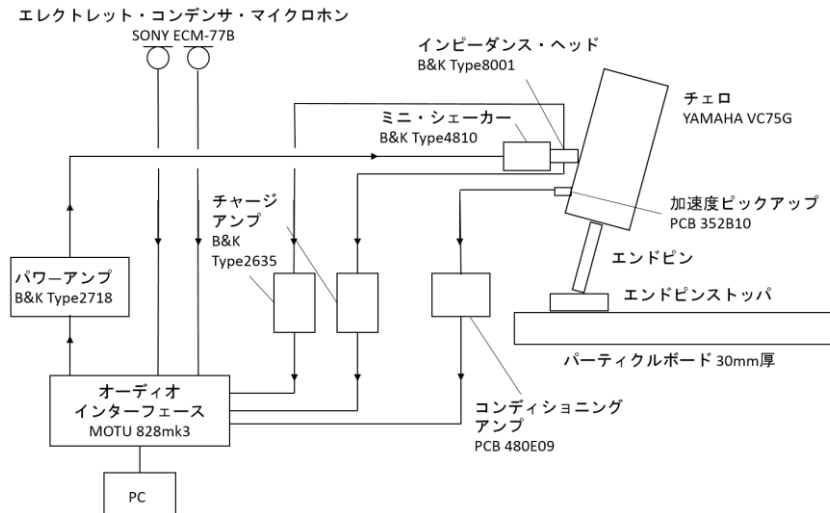 エレクトレット・コンデンサ・マイクロホン
SONY ECM-77B
インピーダンス・ヘッド
B&K Type8001
チェロ
YAMAHA VC75G
ミニ・シェーカー
B&K Type4810
チャージ
アンプ
B&K
Type2635
加速度ピックアップ
PCB 352B10
エンドピン
パワーアンプ
B&K Type2718
エンドピンストッパ
パーティクルボード 30mm厚
オーディオ
インターフェース
MOTU 828mk3
コンディショニング
アンプ
PCB 480E09
PC